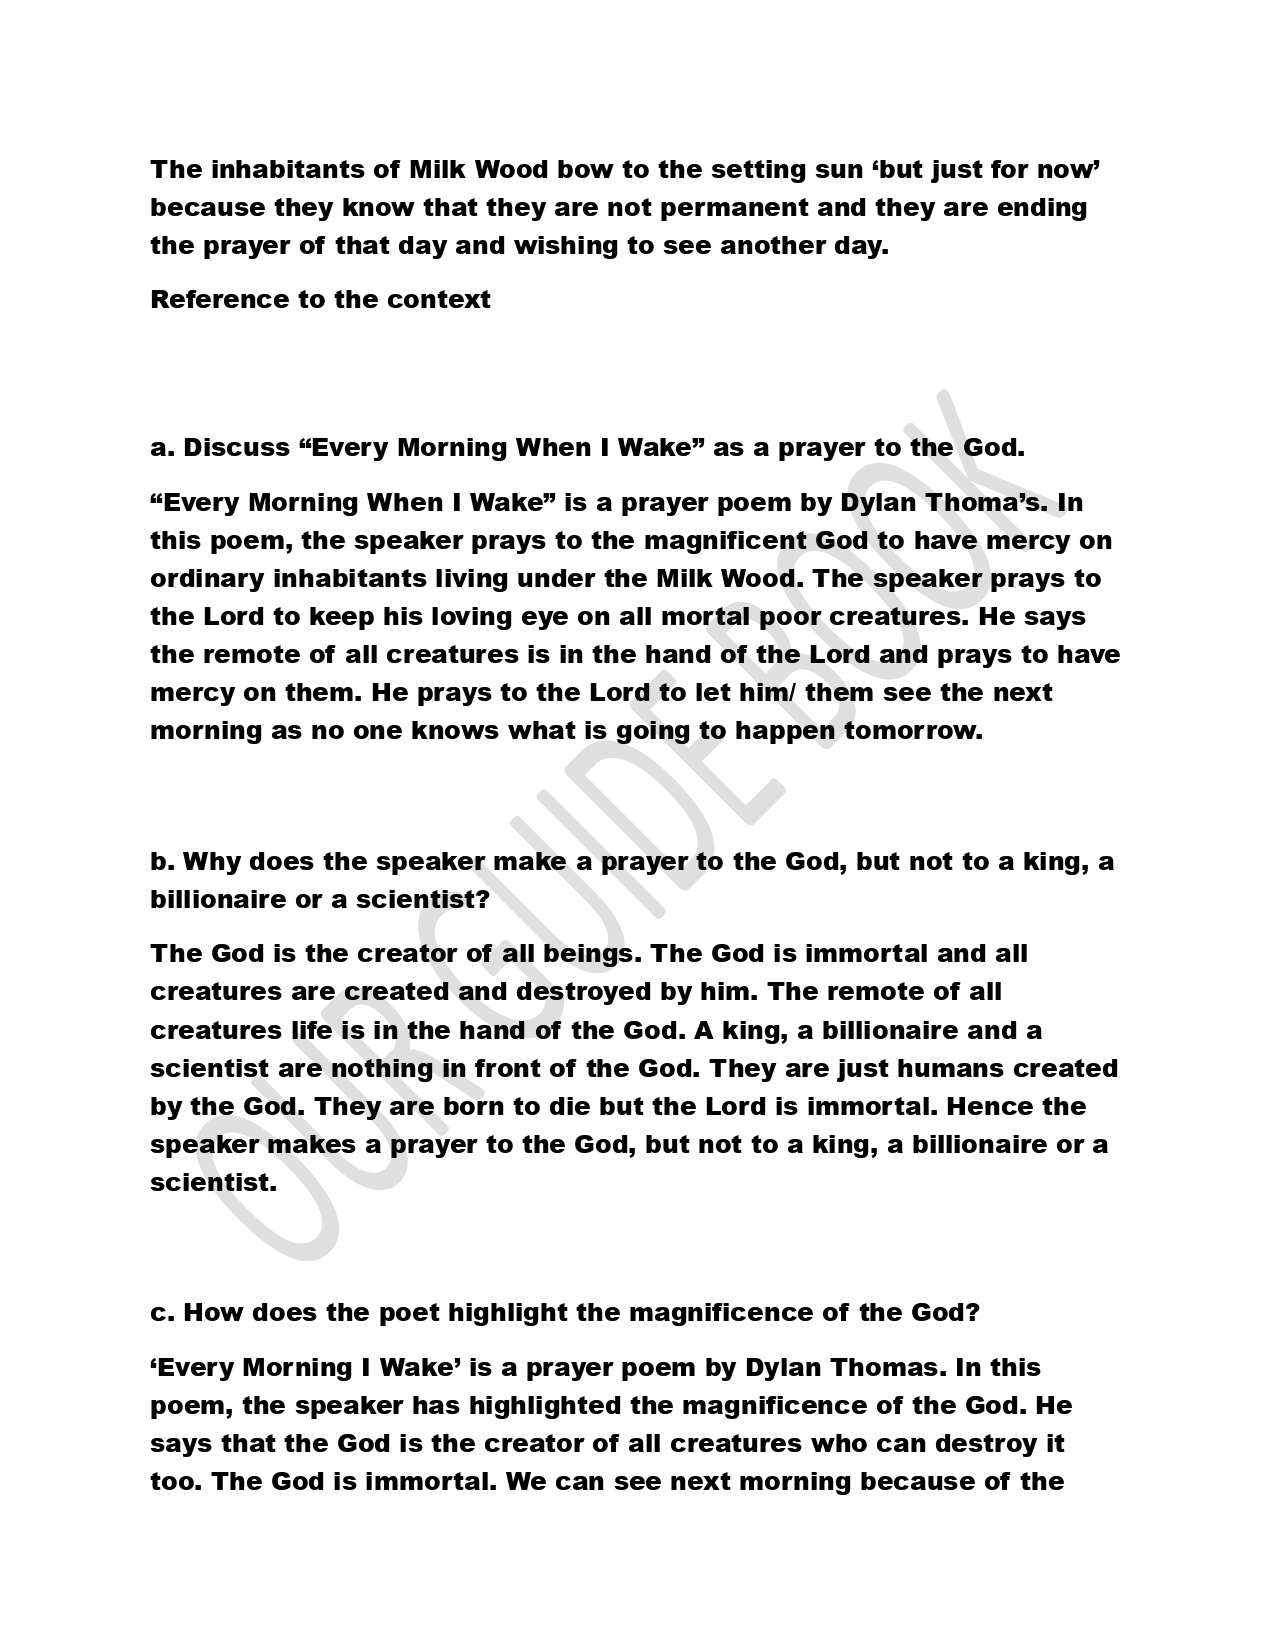 The inhabitants of Milk Wood bow to the setting sun ‘but just for now’
because they know that they are not permanent and they are ending
the prayer of that day and wishing to see another day.
Reference to the context
a. Discuss “Every Morning When I Wake” as a prayer to the God.
“Every Morning When I Wake” is a prayer poem by Dylan Thoma’s. In
this poem, the speaker prays to the magnificent God to have mercy on
ordinary inhabitants living under the Milk Wood. The speaker prays to
the Lord to keep his loving eye on all mortal poor creatures. He says
the remote of all creatures is in the hand of the Lord and prays to have
mercy on them. He prays to the Lord to let him/ them see the next
morning as no one knows what is going to happen tomorrow.
b. Why does the speaker make a prayer to the God, but not to a king, a
billionaire or a scientist?
The God is the creator of all beings. The God is immortal and all
creatures are created and destroyed by him. The remote of all
creatures life is in the hand of the God. A king, a billionaire and a
scientist are nothing in front of the God. They are just humans created
by the God. They are born to die but the Lord is immortal. Hence the
speaker makes a prayer to the God, but not to a king, a billionaire or a
scientist.
c. How does the poet highlight the magnificence of the God?
‘Every Morning I Wake’ is a prayer poem by Dylan Thomas. In this
poem, the speaker has highlighted the magnificence of the God. He
says that the God is the creator of all creatures who can destroy it
too. The God is immortal. We can see next morning because of the
OUR GUIDE BOOK